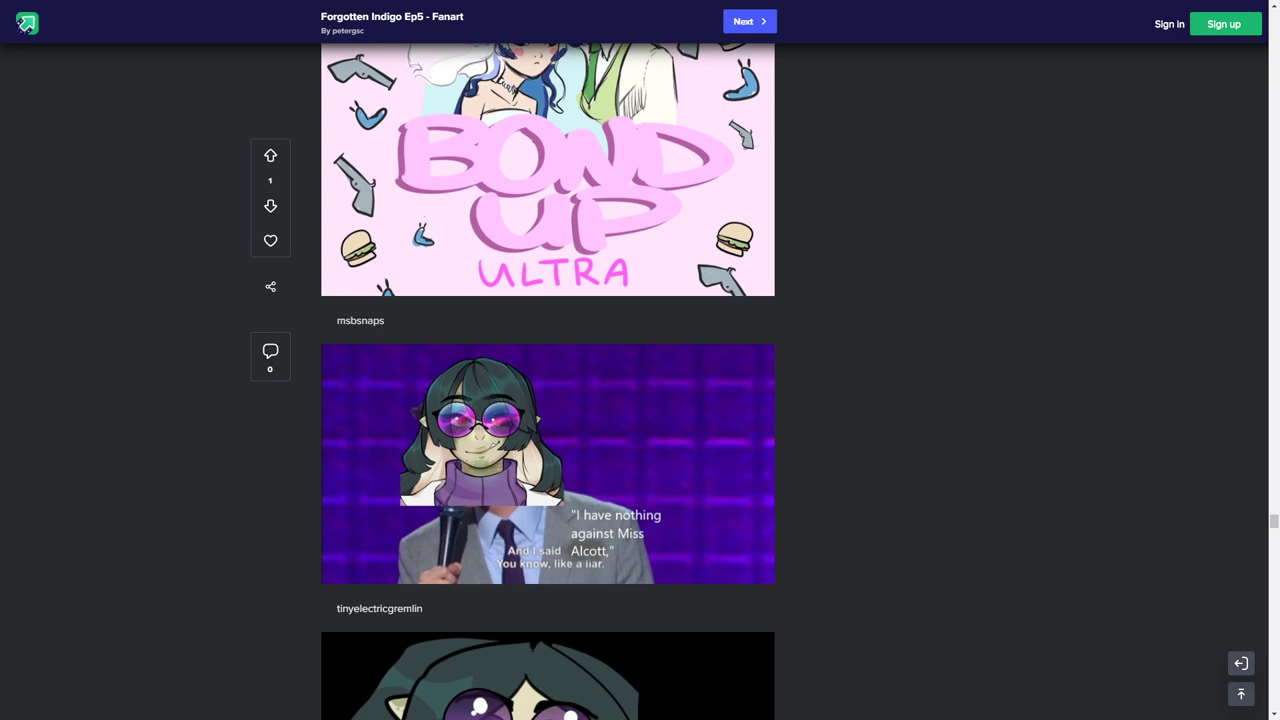 Forgotten Indigo Ep5 - Fanart
By petergsc
Next
Sign in
Sign up
1
0
BOND
UP
ULTRA
msbsnaps
"I have nothing
against Miss
And I said Alcott,"
You know, like a liar.
tinyelectricgremlin